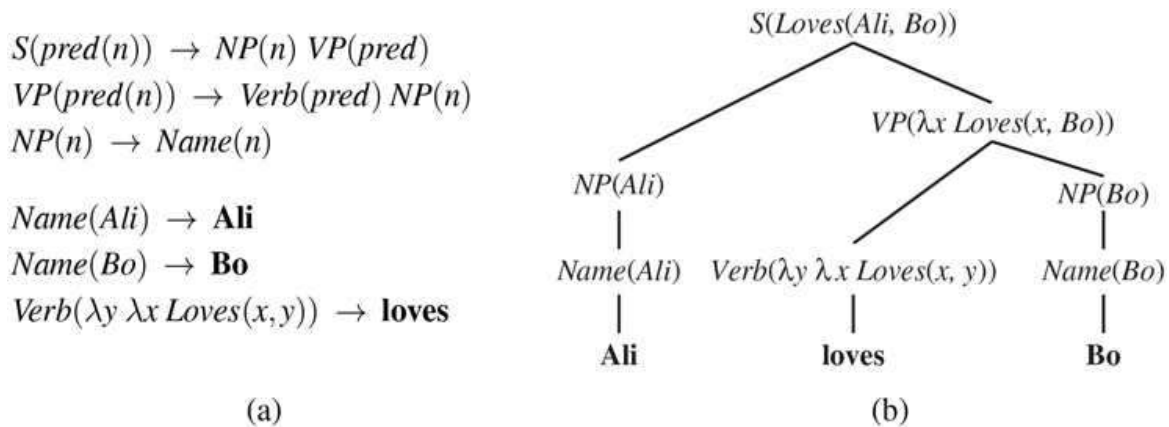 S(pred(n)) → NP(n) VP(pred)
VP(pred(n)) → Verb(pred) NP(n)
NP(n) → Name(n)
Name(Ali) → Ali
Name(Bo) → Bo
Verb(λy λx Loves(x,y)) → loves
(a)
S(Loves(Ali, Bo))
VP(λx Loves(x, Bo))
NP(Ali)
NP(Bo)
Name(Ali) Verb(λy λx Loves(x, y)) Name(Bo)
Ali loves Bo
(b)